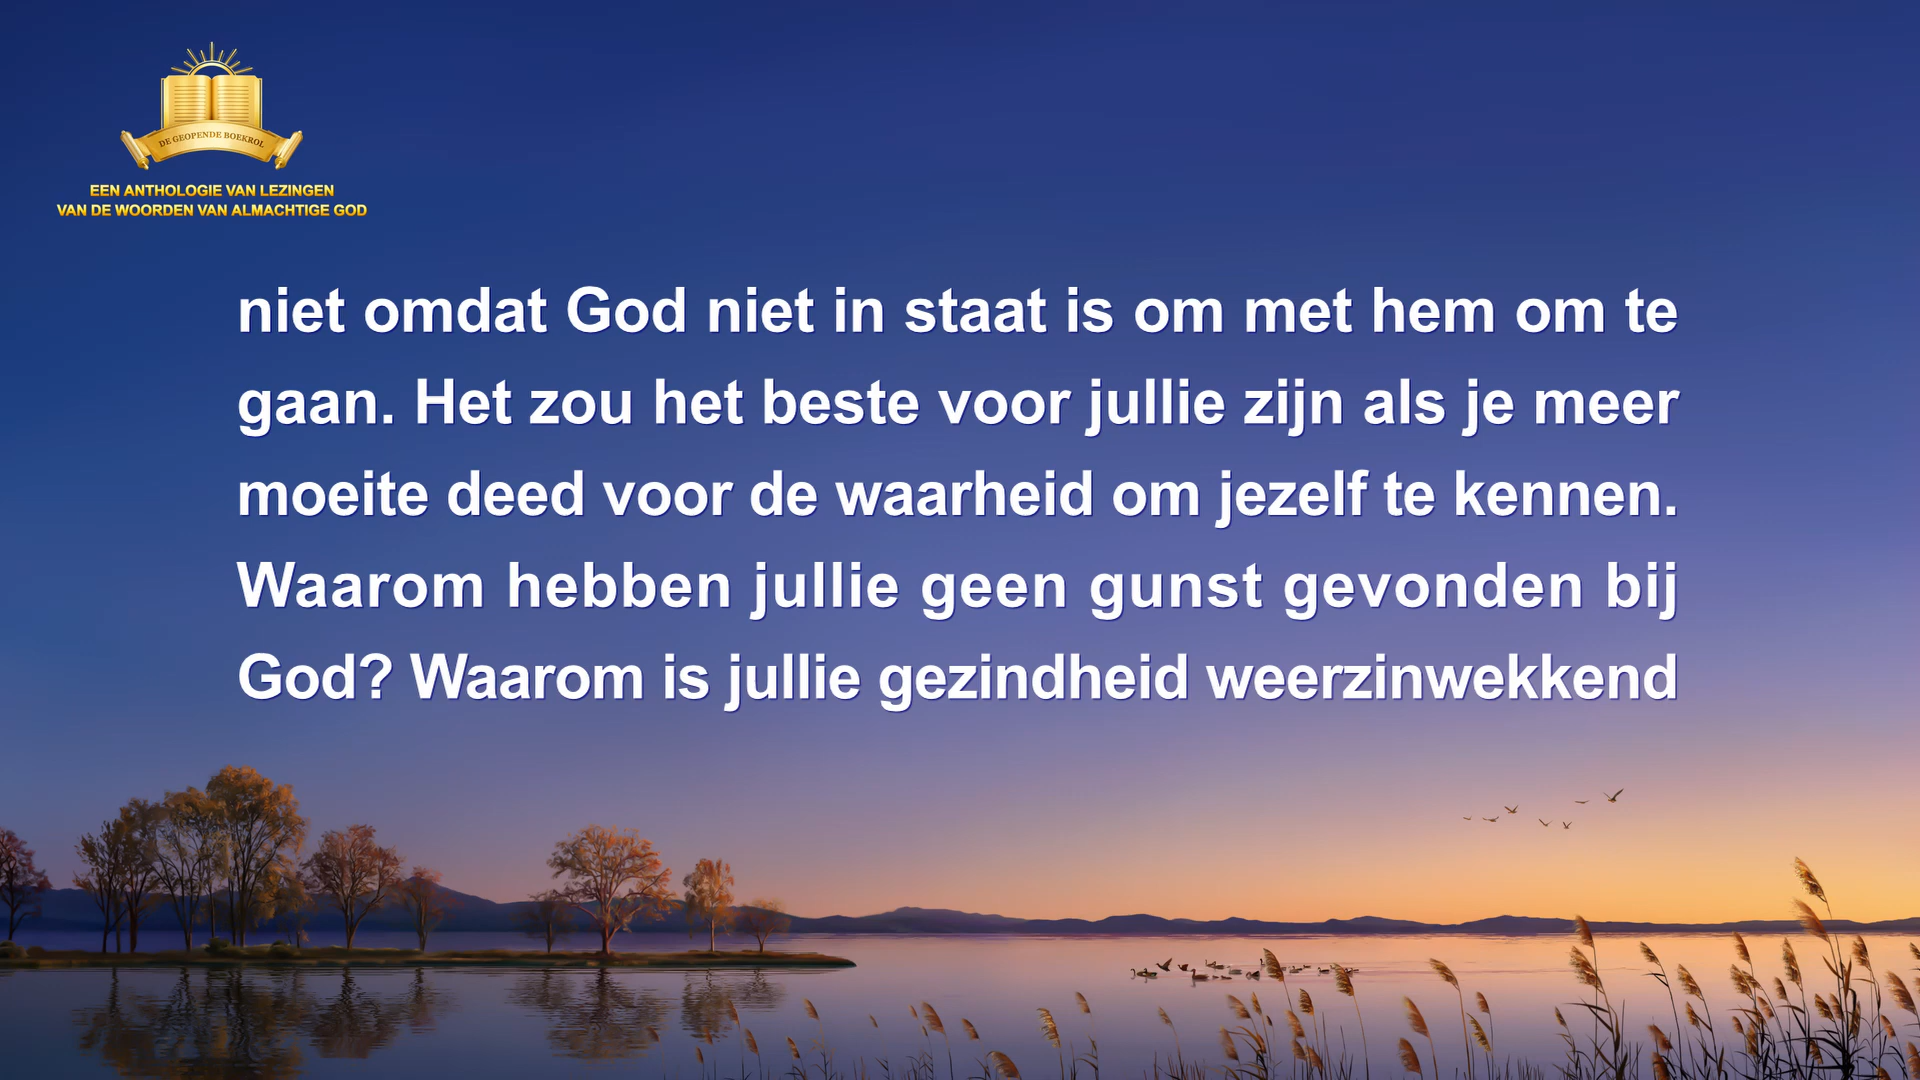 DE GEOPENDE BOEKROL
EEN ANTHOLOGIE VAN LEZINGEN
VAN DE WOORDEN VAN ALMACHTIGE GOD
niet omdat God niet in staat is om met hem om te
gaan. Het zou het beste voor jullie zijn als je meer
moeite deed voor de waarheid om jezelf te kennen.
Waarom hebben jullie geen gunst gevonden bij
God? Waarom is jullie gezindheid weerzinwekkend